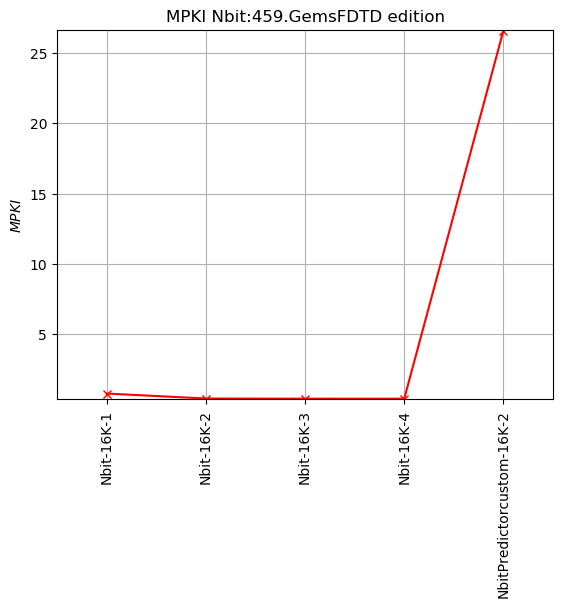 MPKI Nbit:459.GemsFDTD edition
MPKI
25
20
15
10
5
Nbit-16K-1
Nbit-16K-2
Nbit-16K-3
Nbit-16K-4
NbitPredictorcustom-16K-2